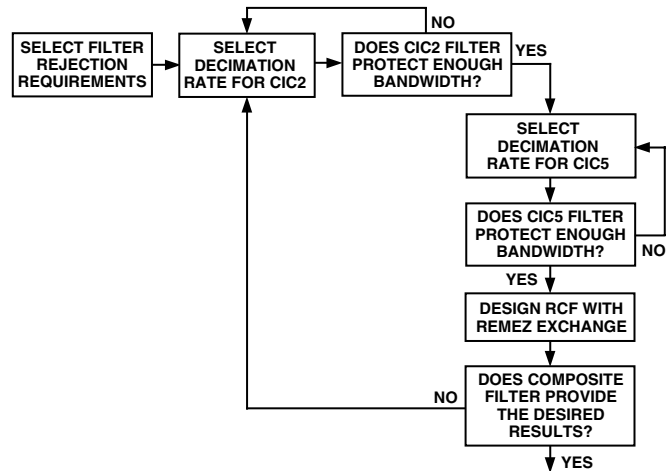 NO
SELECT FILTER
REJECTION
REQUIREMENTS
SELECT
DECIMATION
RATE FOR CIC2
DOES CIC2 FILTER
PROTECT ENOUGH
BANDWIDTH?
YES
SELECT
DECIMATION
RATE FOR CIC5
DOES CIC5 FILTER
PROTECT ENOUGH
BANDWIDTH?
NO
YES
DESIGN RCF WITH
REMEZ EXCHANGE
DOES COMPOSITE
FILTER PROVIDE
THE DESIRED
RESULTS?
NO
YES